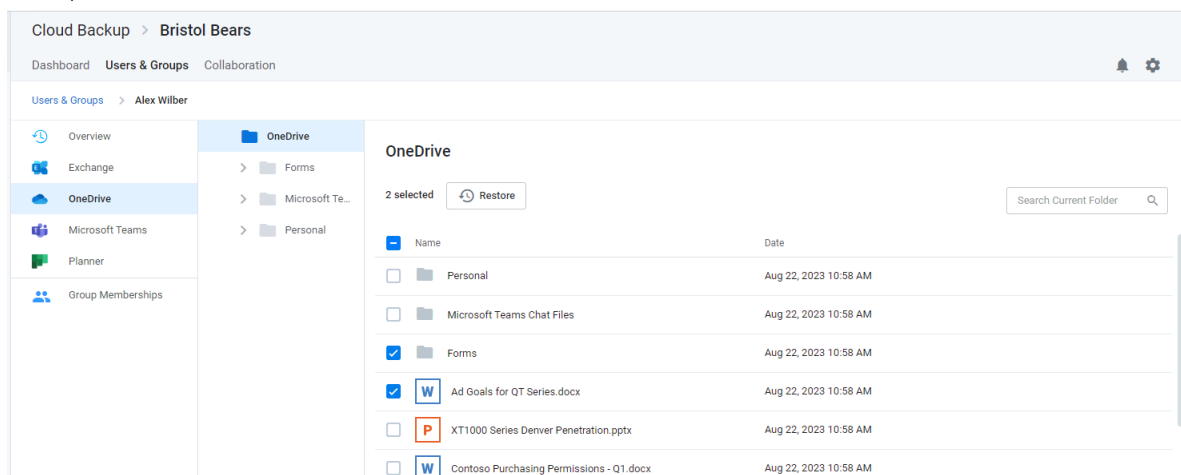 Cloud Backup > Bristol Bears
Dashboard Users & Groups Collaboration
Users & Groups > Alex Wilber
Overview
Exchange
OneDrive
Microsoft Teams
Planner
Group Memberships
OneDrive
Forms
Microsoft Te...
Personal
OneDrive
2 selected Restore Search Current Folder
Name Date
Personal Aug 22, 2023 10:58 AM
Microsoft Teams Chat Files Aug 22, 2023 10:58 AM
Forms Aug 22, 2023 10:58 AM
W Ad Goals for QT Series.docx Aug 22, 2023 10:58 AM
P XT1000 Series Denver Penetration.pptx Aug 22, 2023 10:58 AM
W Contoso Purchasing Permissions - Q1.docx Aug 22, 2023 10:58 AM